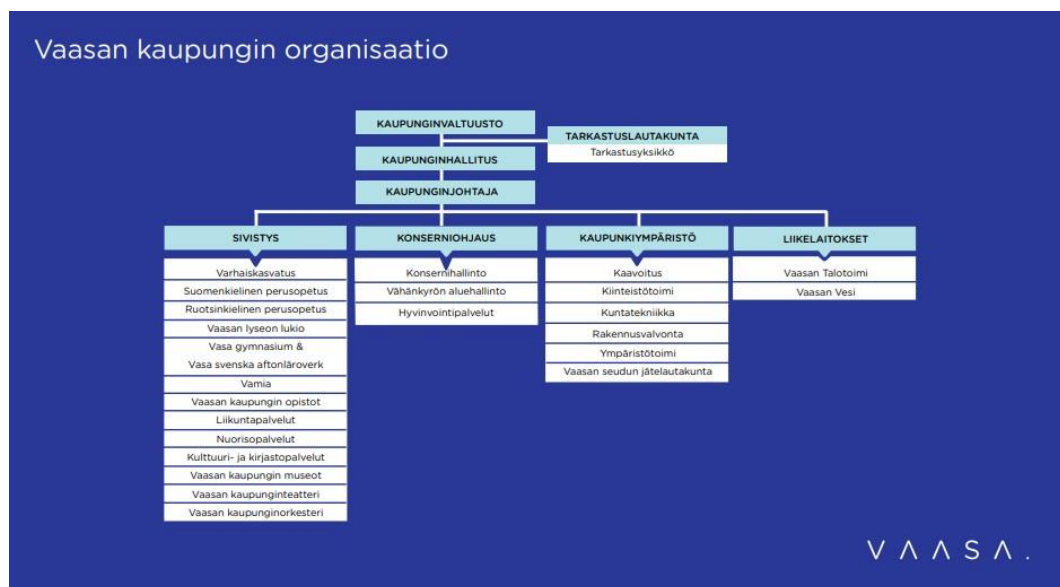 Vaasan kaupungin organisaatio
KAUPUNGINVALTUUSTO
TARKASTUSLAUTAKUNTA
Tarkastusyksikkö
KAUPUNGINHALLITUS
KAUPUNGINJOHTAJA
SIVISTYS
Varhaiskasvatus
Suomenkielinen perusopetus
Ruotsinkielinen perusopetus
Vaasan lyseon lukio
Vasa gymnasium &
Vasa svenska aftonläroverk
Vamia
Vaasan kaupungin opistot
Liikuntapalvelut
Nuorisopalvelut
Kulttuuri- ja kirjastopalvelut
Vaasan kaupungin museot
Vaasan kaupunginteatteri
Vaasan kaupunginorkesteri
KONSERNIOHJAUS
Konsernihallinto
Vähänkyrön aluehallinto
Hyvinvointipalvelut
KAUPUNKIYMPÄRISTÖ
Kaavoitus
Kiinteistötoimi
Kuntatekniikka
Rakennusvalvonta
Ympäristötoimi
Vaasan seudun jätelautakunta
LIIKELAITOKSET
Vaasan Talotoimi
Vaasan Vesi
VAASA.